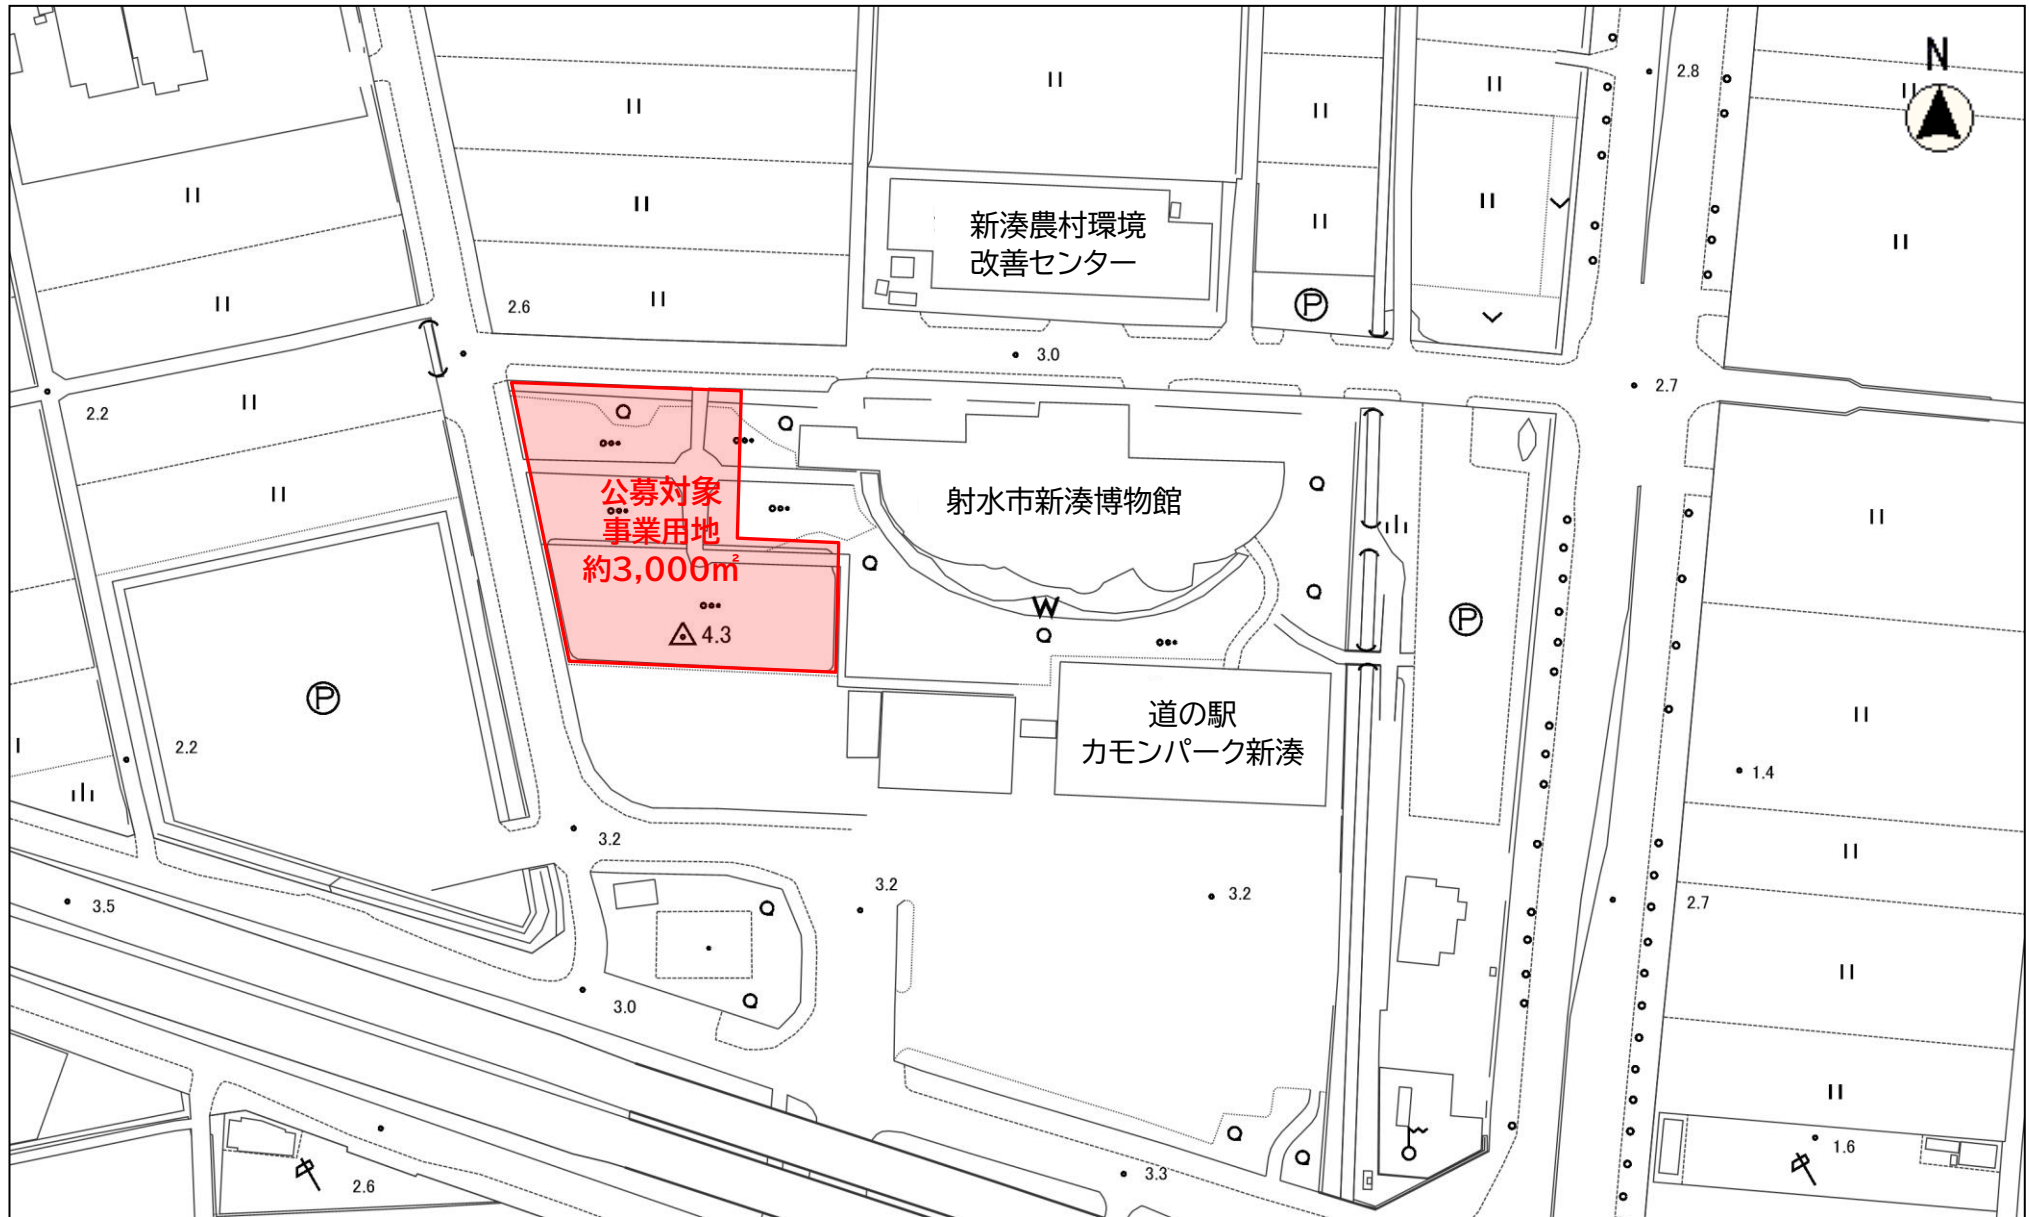 N
2.8
新湊農村環境
改善センター
2.6
P
3.0
2.7
2.2
公募対象
事業用地
約3,000㎡
射水市新湊博物館
W
4.3
P
P
道の駅
カモンパーク新湊
2.2
1.4
3.2
3.2
3.2
3.5
2.7
3.0
1.6
3.3
2.6